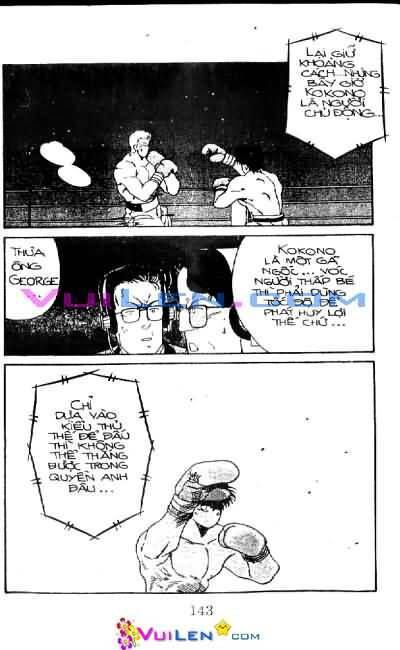 LẠI GIỮ
KHOẢNG
CÁCH NHƯNG
BÂY GIỜ
KOKONO
LÀ NGƯỜI
CHỦ ĐỘNG...
THƯA
ÔNG
GEORGE
KOKONO
LÀ MỘT GÃ
NGỐC... VÓC
NGƯỜI THẤP BÉ
THÌ PHẢI DÙNG
TỐC ĐỘ ĐỂ
PHÁT HUY LỢI
THẾ CHỨ...
VUILEN.COM
CHỈ
DỰA VÀO
KIỂU THỦ
THẾ ĐỂ ĐẤU
THÌ KHÔNG
THỂ THẮNG
ĐƯỢC TRONG
QUYỀN ANH
ĐÂU...
143
VUILEN.COM